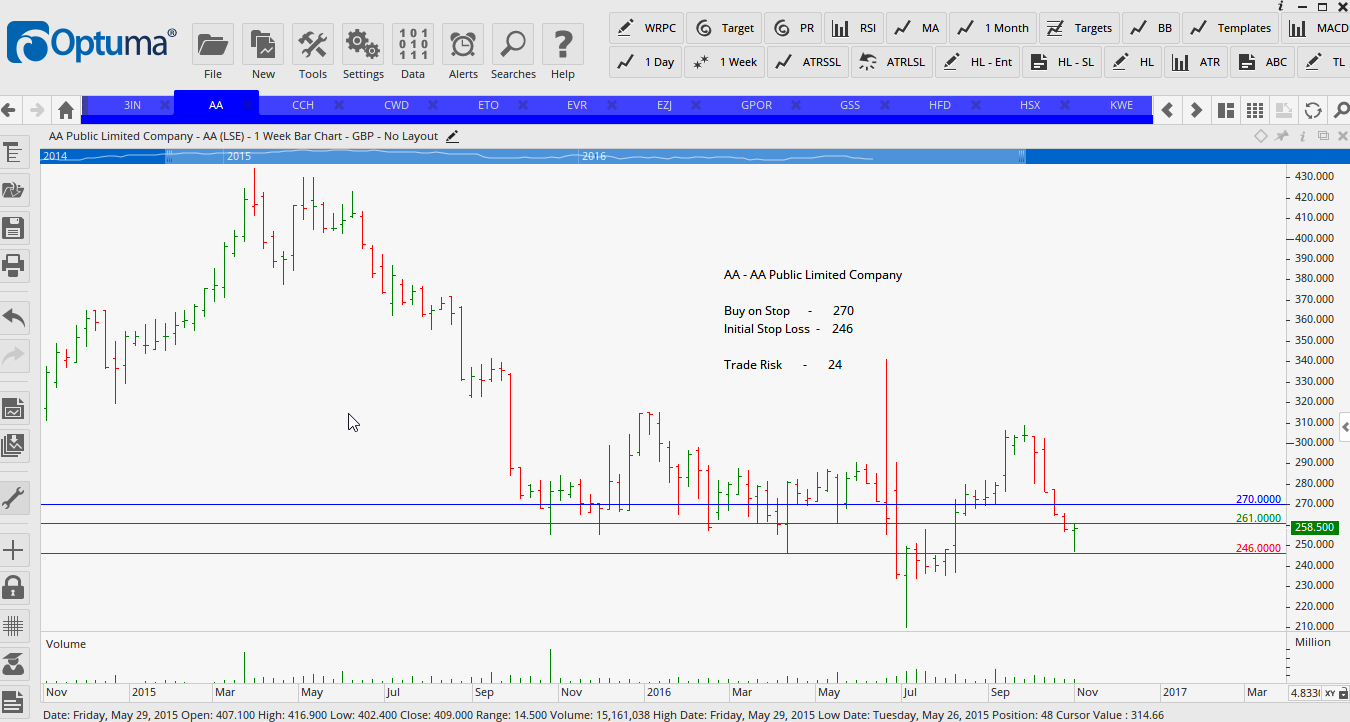 i
Optuma®
File New Tools Settings Data Alerts Searches Help
WRPC Target PR RSI MA 1 Month Targets BB Templates MACD
1 Day 1 Week ATRSSL ATRLSL HL - Ent HL - SL HL ATR ABC TL
3IN AA CCH CWD ETO EVR EZJ GPOR GSS HFD HSX KWE
AA Public Limited Company - AA (LSE) - 1 Week Bar Chart - GBP - No Layout
2014 2015 2016
430.000
420.000
410.000
400.000
390.000
380.000
370.000
360.000
350.000
340.000
330.000
320.000
310.000
300.000
290.000
280.000
270.000
250.000
240.000
230.000
220.000
210.000
AA - AA Public Limited Company
Buy on Stop - 270
Initial Stop Loss - 246
Trade Risk - 24
270.0000
261.0000
258.500
246.0000
Volume
Million
Nov 2015 Mar May Jul Sep Nov 2016 Mar May Jul Sep Nov 2017 Mar
XY
Date: Friday, May 29, 2015 Open: 407.100 High: 416.900 Low: 402.400 Close: 409.000 Range: 14.500 Volume: 15,161,038 High Date: Friday, May 29, 2015 Low Date: Tuesday, May 26, 2015 Position: 48 Cursor Value : 314.66